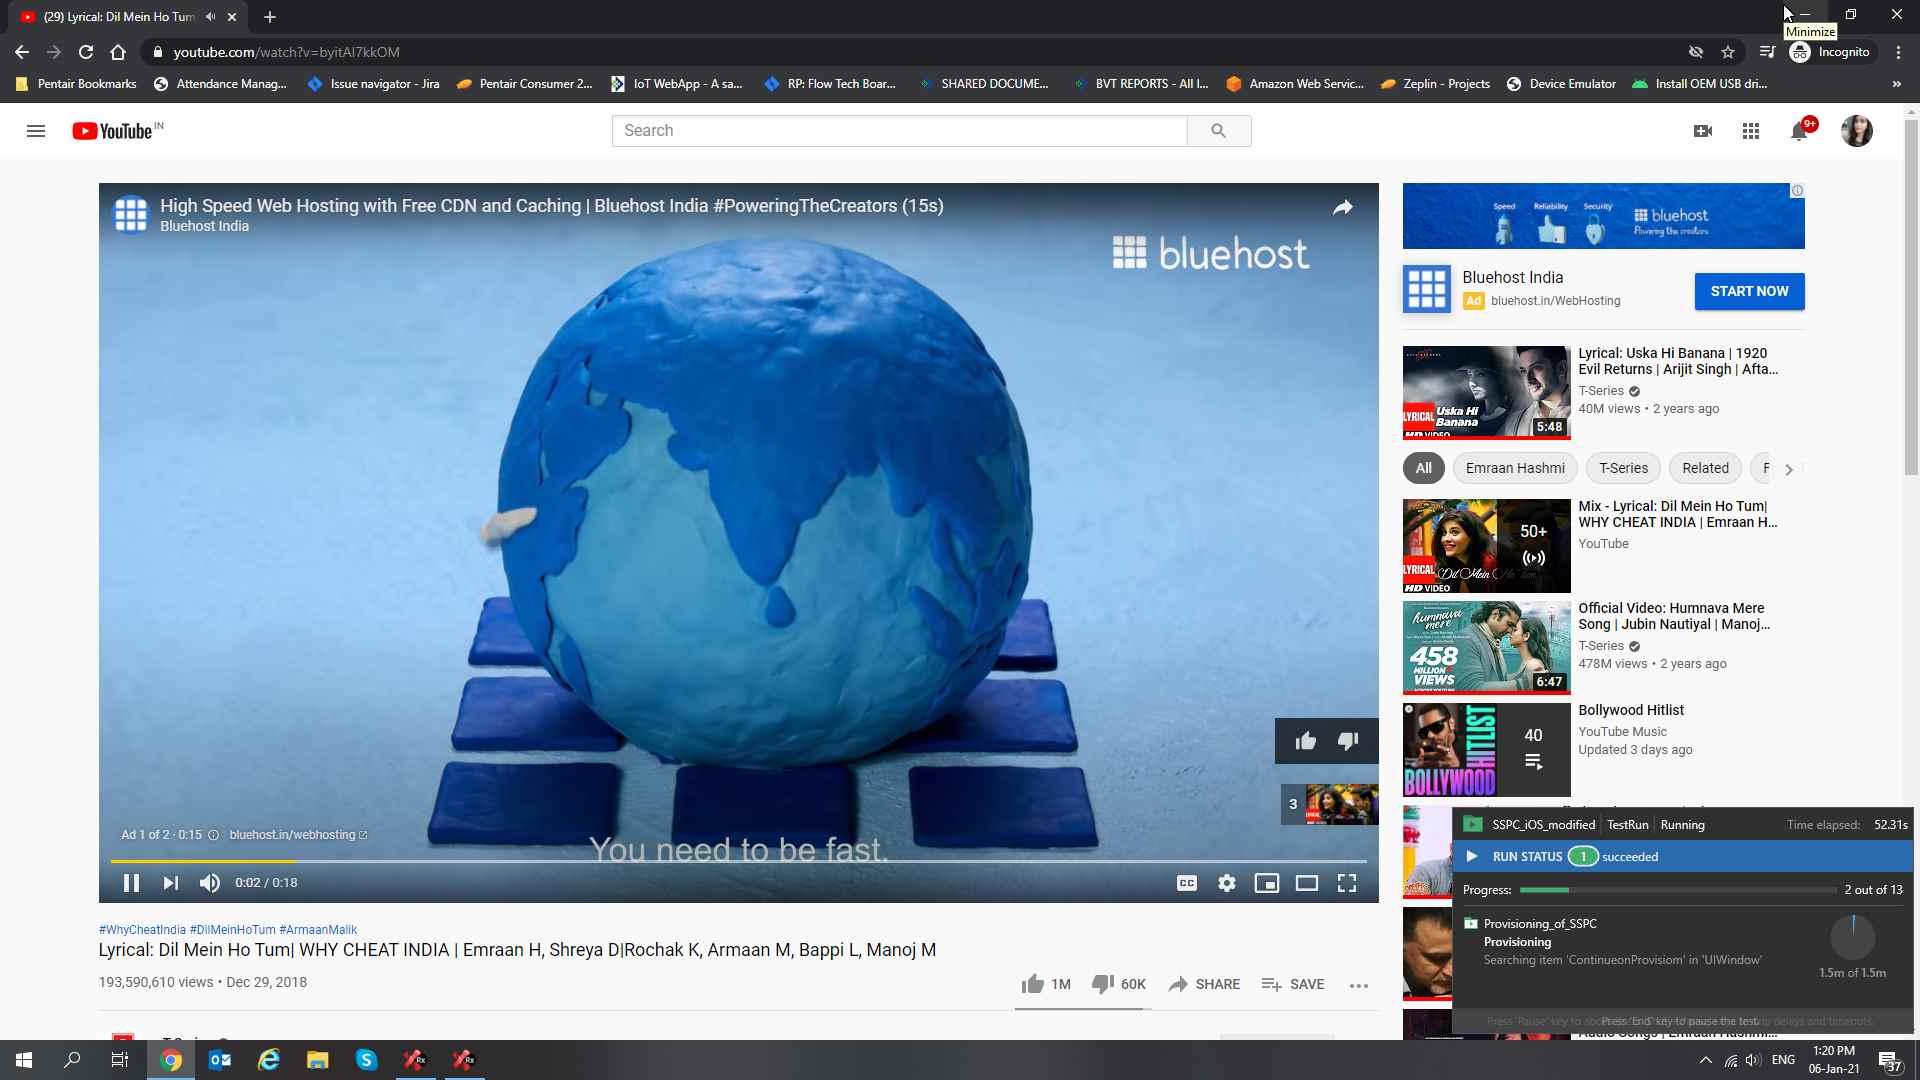 (29) Lyrical: Dil Mein Ho Tum
Minimize
youtube.com/watch?v=byitAI7kkOM
Incognito
Pentair Bookmarks
Attendance Manag...
Issue navigator - Jira
Pentair Consumer 2...
IoT WebApp - A sa...
RP: Flow Tech Boar...
SHARED DOCUME...
BVT REPORTS - All I...
Amazon Web Servic...
Zeplin - Projects
Device Emulator
Install OEM USB dri...
YouTube IN
Search
9+
High Speed Web Hosting with Free CDN and Caching | Bluehost India #PoweringTheCreators (15s)
Bluehost India
bluehost
You need to be fast.
3
Ad 1 of 2 · 0:15
bluehost.in/webhosting
0:02 / 0:18
CC
#WhyCheatIndia #DilMeinHoTum #ArmaanMalik
Lyrical: Dil Mein Ho Tum| WHY CHEAT INDIA | Emraan H, Shreya D|Rochak K, Armaan M, Bappi L, Manoj M
193,590,610 views • Dec 29, 2018
1M
60K
SHARE
SAVE
Speed
Reliability
Security
bluehost
Powering the creators
Bluehost India
Ad bluehost.in/WebHosting
START NOW
LYRICAL
Uska Hi
Banana
HD VIDEO
5:48
Lyrical: Uska Hi Banana | 1920
Evil Returns | Arijit Singh | Afta...
T-Series
40M views • 2 years ago
All
Emraan Hashmi
T-Series
Related
LYRICAL
Dil Mein Ho Tum
HD VIDEO
50+
Mix - Lyrical: Dil Mein Ho Tum|
WHY CHEAT INDIA | Emraan H...
YouTube
humnava
mere
458
MILLION
VIEWS
6:47
Official Video: Humnava Mere
Song | Jubin Nautiyal | Manoj...
T-Series
478M views • 2 years ago
BOLLYWOOD
HITLIST
40
Bollywood Hitlist
YouTube Music
Updated 3 days ago
SSPC_iOS_modified
TestRun
Running
Time elapsed: 52.31s
RUN STATUS 1 succeeded
Progress: 2 out of 13
Provisioning_of_SSPC
Provisioning
Searching item 'ContinueonProvisiom' in 'UIWindow'
1.5m of 1.5m
Press 'End' key to pause the test.
ENG
1:20 PM
06-Jan-21
37